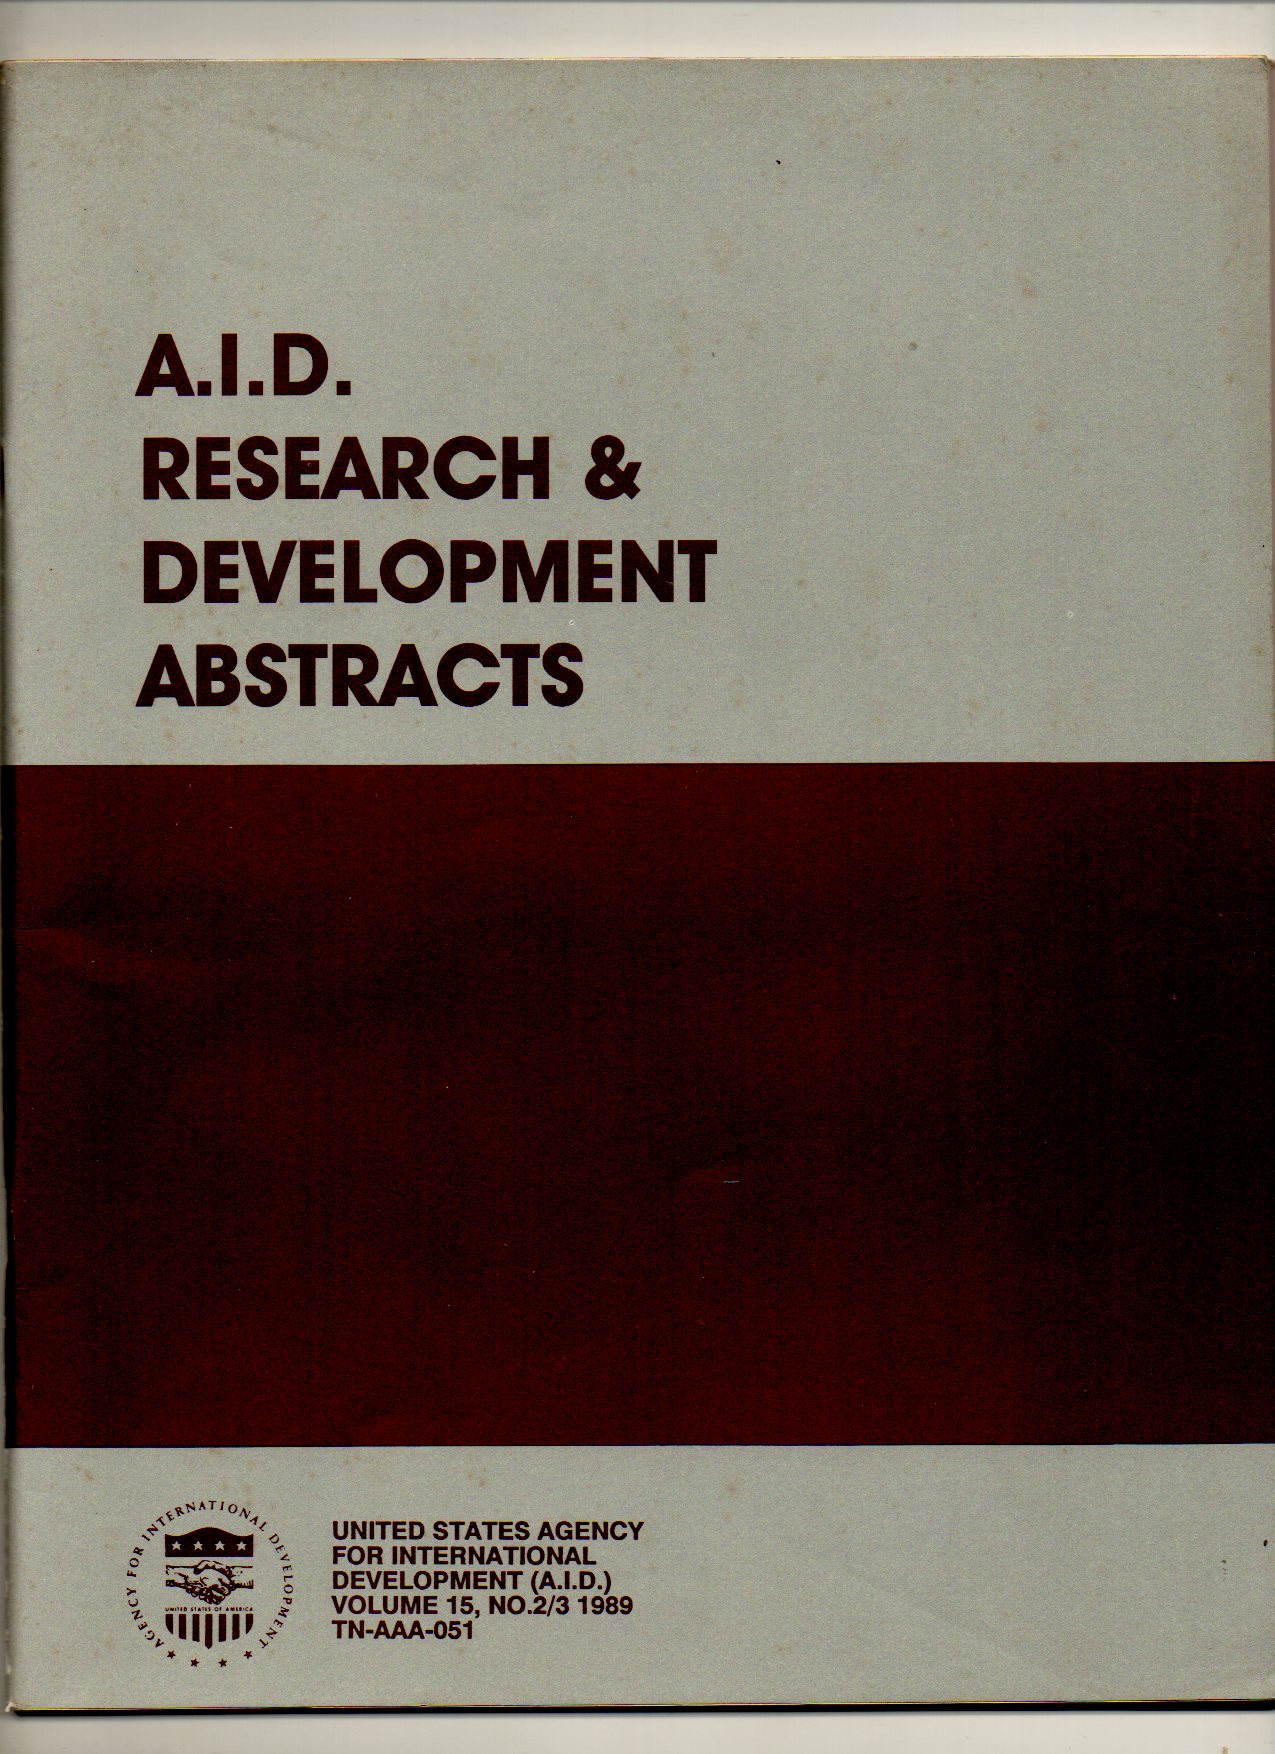 A.I.D.
RESEARCH &
DEVELOPMENT
ABSTRACTS
AGENCY FOR INTERNATIONAL DEVELOPMENT
UNITED STATES OF AMERICA
UNITED STATES AGENCY
FOR INTERNATIONAL
DEVELOPMENT (A.I.D.)
VOLUME 15, NO.2/3 1989
TN-AAA-051